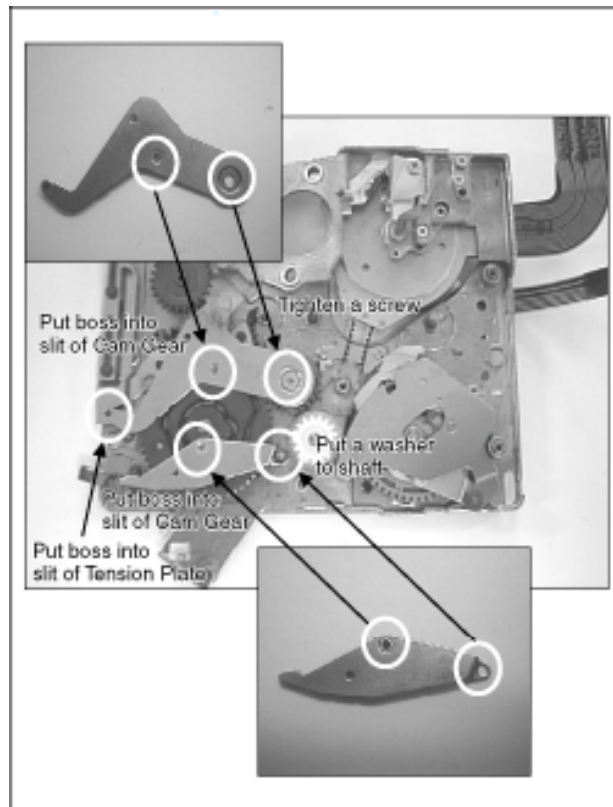 Tighten a screw
Put boss into
slit of Cam Gear
Put a washer
to shaft
Put boss into
slit of Cam Gear
Put boss into
slit of Tension Plate